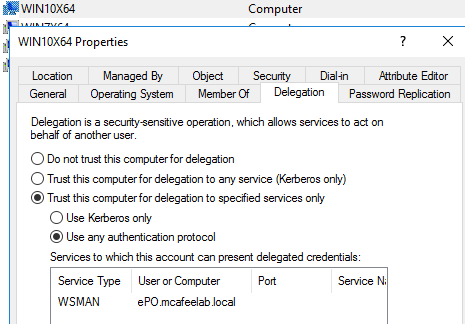 WIN10X64 Computer
WIN7X64 Computer
WIN10X64 Properties ? ×
Location Managed By Object Security Dial-in Attribute Editor
General Operating System Member Of Delegation Password Replication
Delegation is a security-sensitive operation, which allows services to act on
behalf of another user.
Do not trust this computer for delegation
Trust this computer for delegation to any service (Kerberos only)
Trust this computer for delegation to specified services only
Use Kerberos only
Use any authentication protocol
Services to which this account can present delegated credentials:
Service Type User or Computer Port Service Na
WSMAN ePO.mcafeelab.local